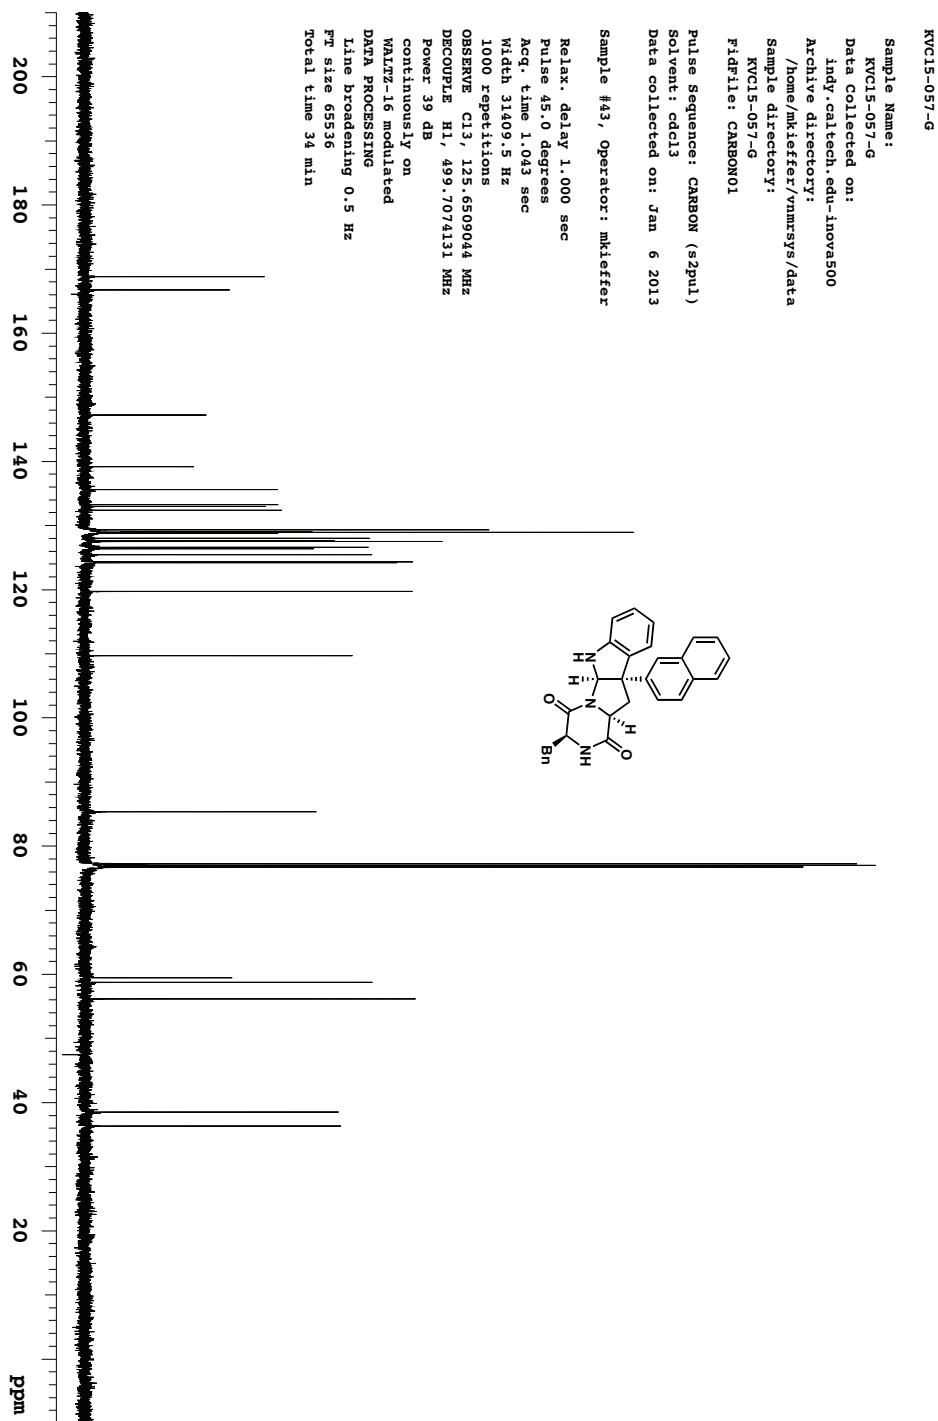 KVC15-057-G
Sample Name:
KVC15-057-G
Data Collected on:
indy.caltech.edu-inova500
Archive directory:
/home/mkieffer/vnmrsys/data
Sample directory:
KVC15-057-G
FidFile: CARBON01
Pulse Sequence: CARBON (s2pul)
Solvent: cdcl3
Data collected on: Jan 6 2013
Sample #43, Operator: mkieffer
Relax. delay 1.000 sec
Pulse 45.0 degrees
Acq. time 1.043 sec
Width 31409.5 Hz
1000 repetitions
OBSERVE C13, 125.6509044 MHz
DECOUPLE H1, 499.7074131 MHz
Power 39 dB
continuously on
WALTZ-16 modulated
DATA PROCESSING
Line broadening 0.5 Hz
FT size 65536
Total time 34 min
N
H
H
N
H
O
O
NH
Bn
200 180 160 140 120 100 80 60 40 20 ppm